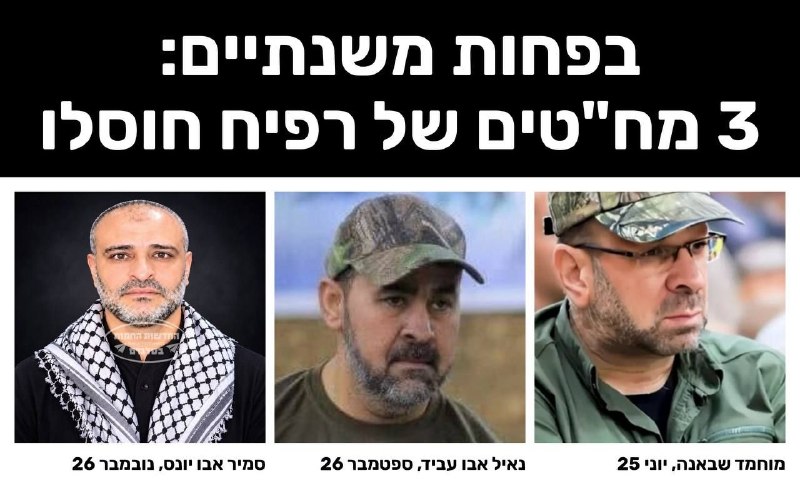 בפחות משנתיים:
3 מח"טים של רפיח חוסלו
מוחמד שבאנה, יוני 25
נאיל אבו עביד, ספטמבר 26
סמיר אבו יונס, נובמבר 26